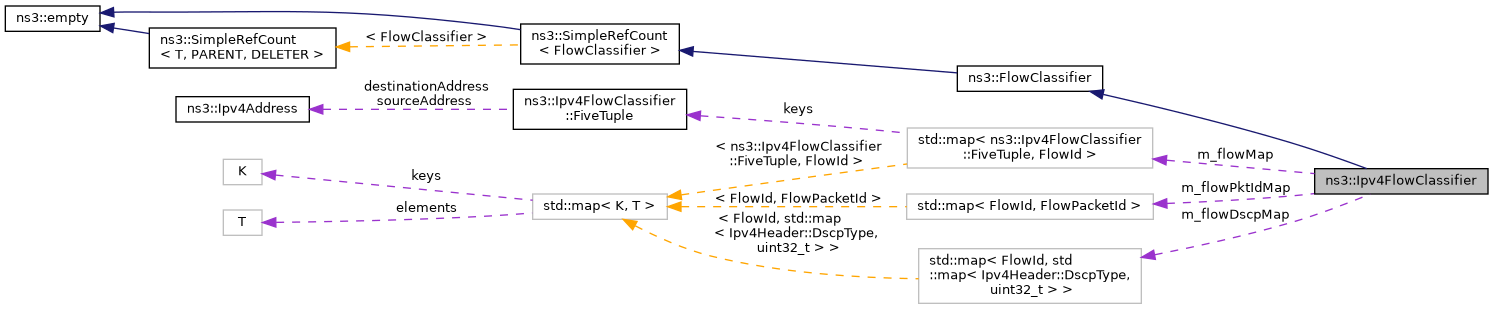 ns3::empty
ns3::SimpleRefCount
< T, PARENT, DELETER >
< FlowClassifier >
ns3::SimpleRefCount
< FlowClassifier >
ns3::FlowClassifier
ns3::Ipv4Address
destinationAddress
sourceAddress
ns3::Ipv4FlowClassifier
::FiveTuple
keys
std::map< ns3::Ipv4FlowClassifier
::FiveTuple, FlowId >
m_flowMap
ns3::Ipv4FlowClassifier
< ns3::Ipv4FlowClassifier
::FiveTuple, FlowId >
K
keys
T
elements
std::map< K, T >
< FlowId, FlowPacketId >
std::map< FlowId, FlowPacketId >
m_flowPktIdMap
m_flowDscpMap
< FlowId, std::map
< Ipv4Header::DscpType,
uint32_t > >
std::map< FlowId, std
::map< Ipv4Header::DscpType,
uint32_t > >